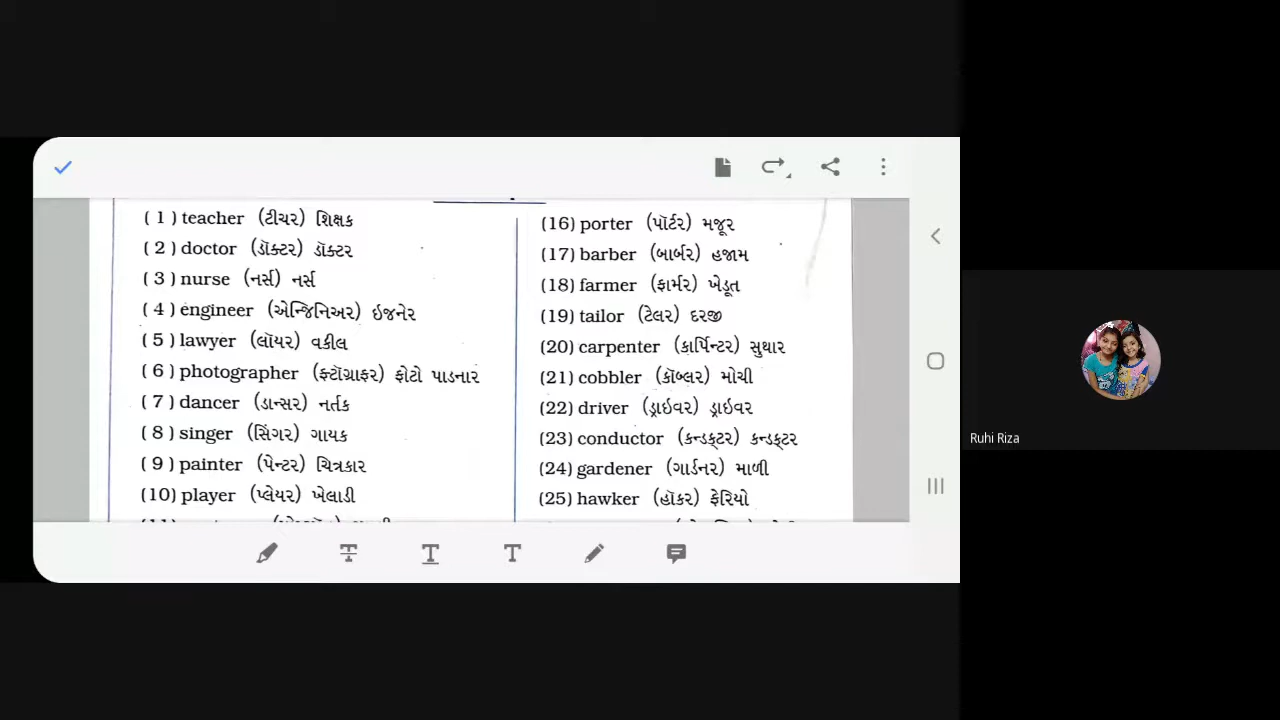 ( 1 ) teacher (ટીચર) શિક્ષક
( 2 ) doctor (ડૉક્ટર) ડૉક્ટર
( 3 ) nurse (નર્સ) નર્સ
( 4 ) engineer (એન્જિનિઅર) ઇજનેર
( 5 ) lawyer (લૉયર) વકીલ
( 6 ) photographer (ફ્ટૉગ્રાફર) ફોટો પાડનાર
( 7 ) dancer (ડાન્સર) નર્તક
( 8 ) singer (સિંગર) ગાયક
( 9 ) painter (પેન્ટર) ચિત્રકાર
(10) player (પ્લેયર) ખેલાડી
(16) porter (પૉર્ટર) મજૂર
(17) barber (બાર્બર) હજામ
(18) farmer (ફાર્મર) ખેડૂત
(19) tailor (ટેલર) દરજી
(20) carpenter (કાર્પિન્ટર) સુથાર
(21) cobbler (કૉબ્લર) મોચી
(22) driver (ડ્રાઇવર) ડ્રાઇવર
(23) conductor (કન્ડક્ટર) કન્ડક્ટર
(24) gardener (ગાર્ડનર) માળી
(25) hawker (હૉકર) ફેરિયો
Ruhi Riza